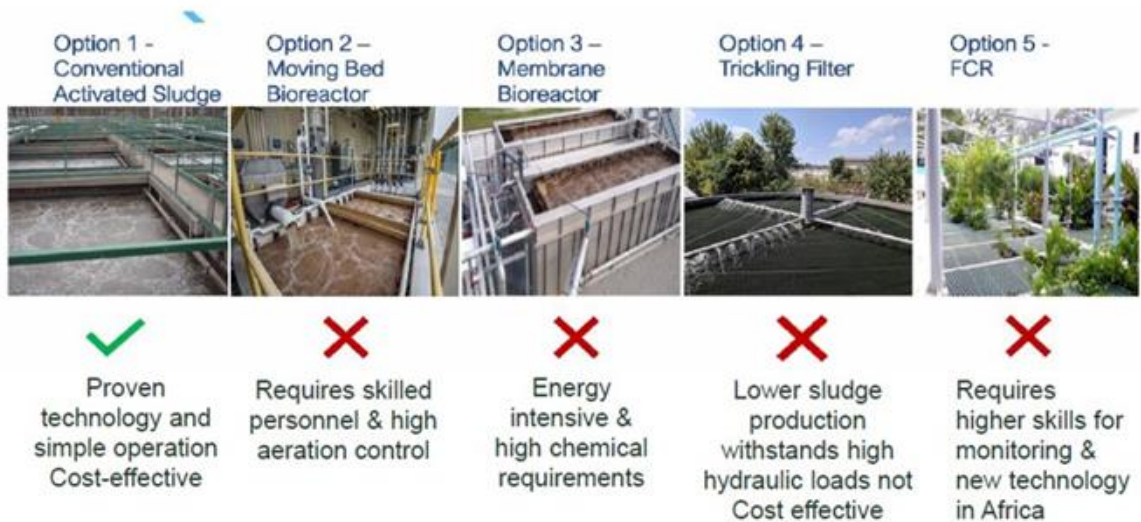 Option 1 -
Conventional
Activated Sludge
Option 2 –
Moving Bed
Bioreactor
Option 3 –
Membrane
Bioreactor
Option 4 –
Trickling Filter
Option 5 -
FCR
Proven
technology and
simple operation
Cost-effective
Requires skilled
personnel & high
aeration control
Energy
intensive &
high chemical
requirements
Lower sludge
production
withstands high
hydraulic loads not
Cost effective
Requires
higher skills for
monitoring &
new technology
in Africa